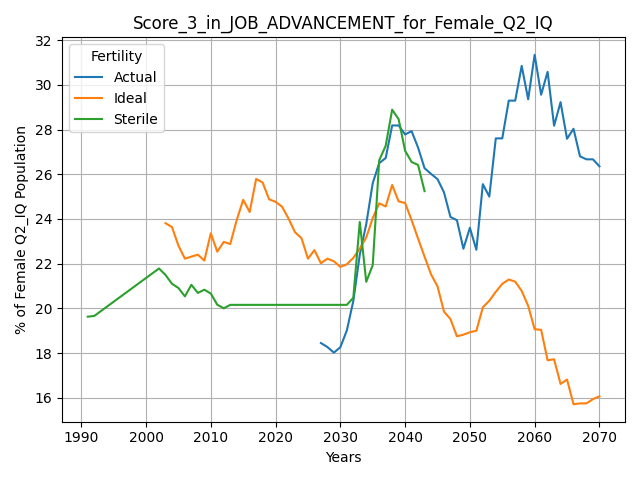 Score_3_in_JOB_ADVANCEMENT_for_Female_Q2_IQ
Fertility
Actual
Ideal
Sterile
% of Female Q2_IQ Population
32
30
28
26
24
22
20
18
16
1990 2000 2010 2020 2030 2040 2050 2060 2070
Years